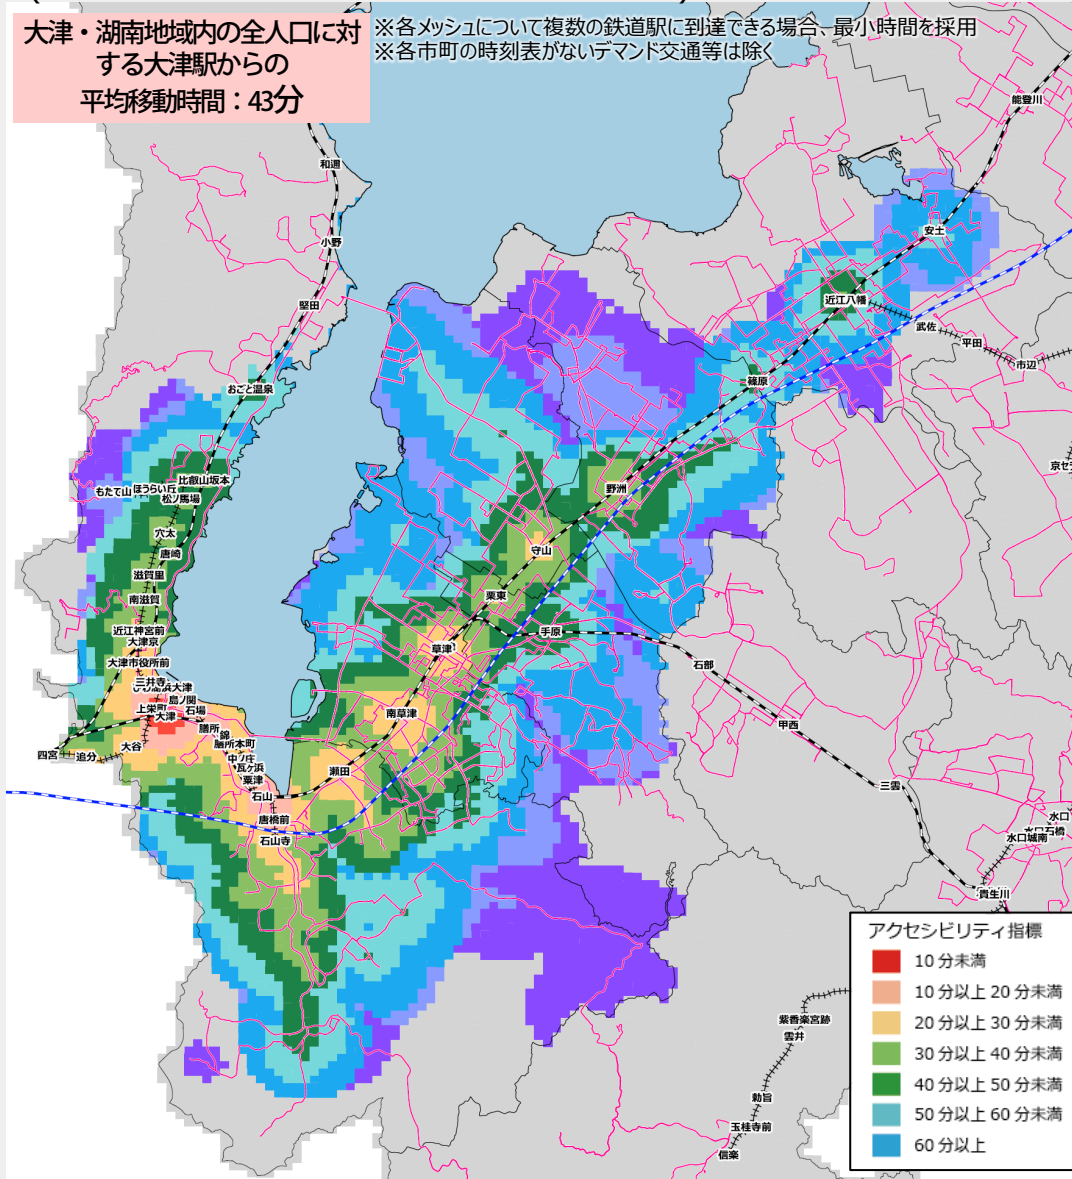 大津・湖南地域内の全人口に対
する大津駅からの
平均移動時間：43分
※各メッシュについて複数の鉄道駅に到達できる場合、最小時間を採用
※各市町の時刻表がないデマンド交通等は除く
能登川
和邇
小野
安土
堅田
近江八幡
武佐
平田
市辺
おごと温泉
篠原
京セラ
比叡山坂本
もたて山
ほうらい丘
松ノ馬場
野洲
穴太
唐崎
守山
滋賀里
栗東
南滋賀
近江神宮前
大津京
手原
草津
大津市役所前
石部
三井寺
びわ湖浜大津
島ノ関
上栄町
石場
大津
南草津
甲西
膳所
錦
膳所本町
大谷
四宮
追分
中ノ庄
瓦ヶ浜
瀬田
粟津
石山
三雲
唐橋前
水口
水口石橋
水口城南
石山寺
貴生川
アクセシビリティ指標
10 分未満
10 分以上 20 分未満
20 分以上 30 分未満
30 分以上 40 分未満
40 分以上 50 分未満
50 分以上 60 分未満
60 分以上
紫香楽宮跡
雲井
勅旨
玉桂寺前
信楽